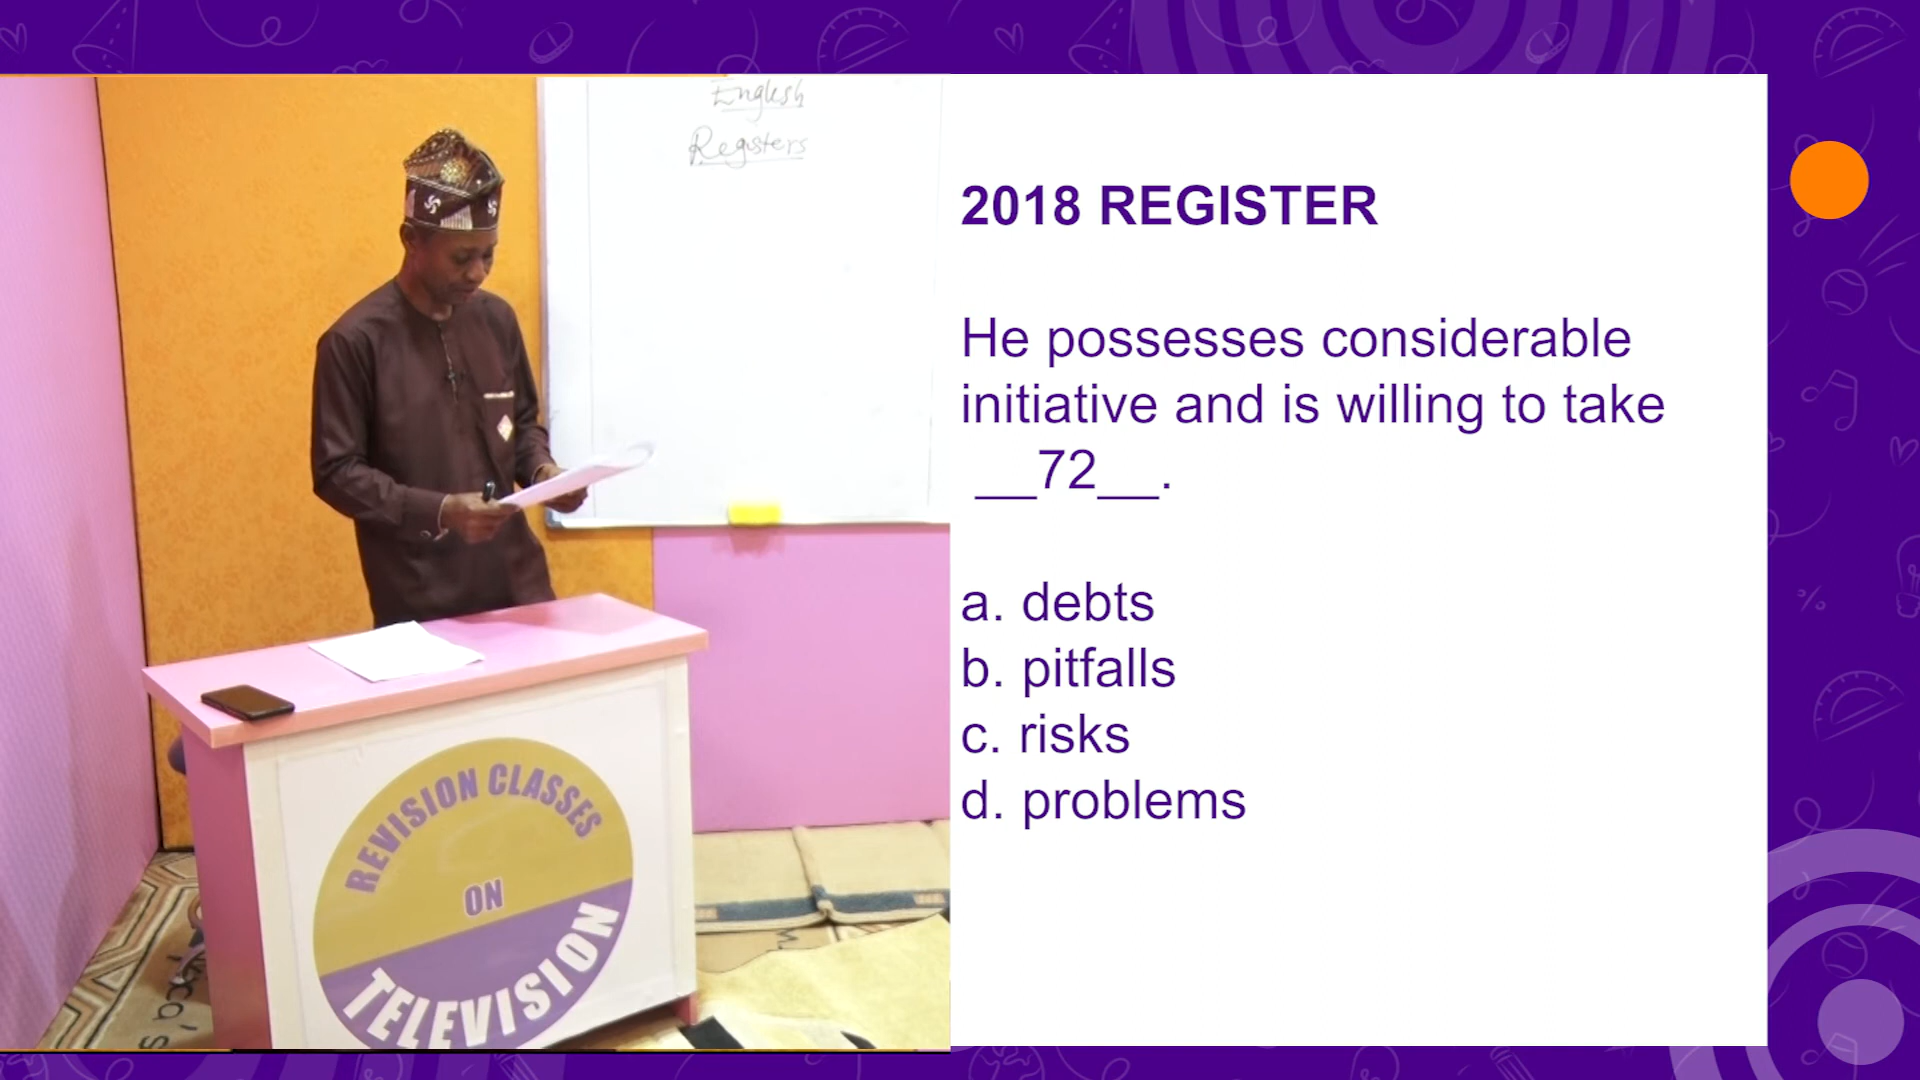 English
Registers
2018 REGISTER
He possesses considerable
initiative and is willing to take
__72__.
a. debts
b. pitfalls
c. risks
d. problems
REVISION CLASSES
ON
TELEVISION